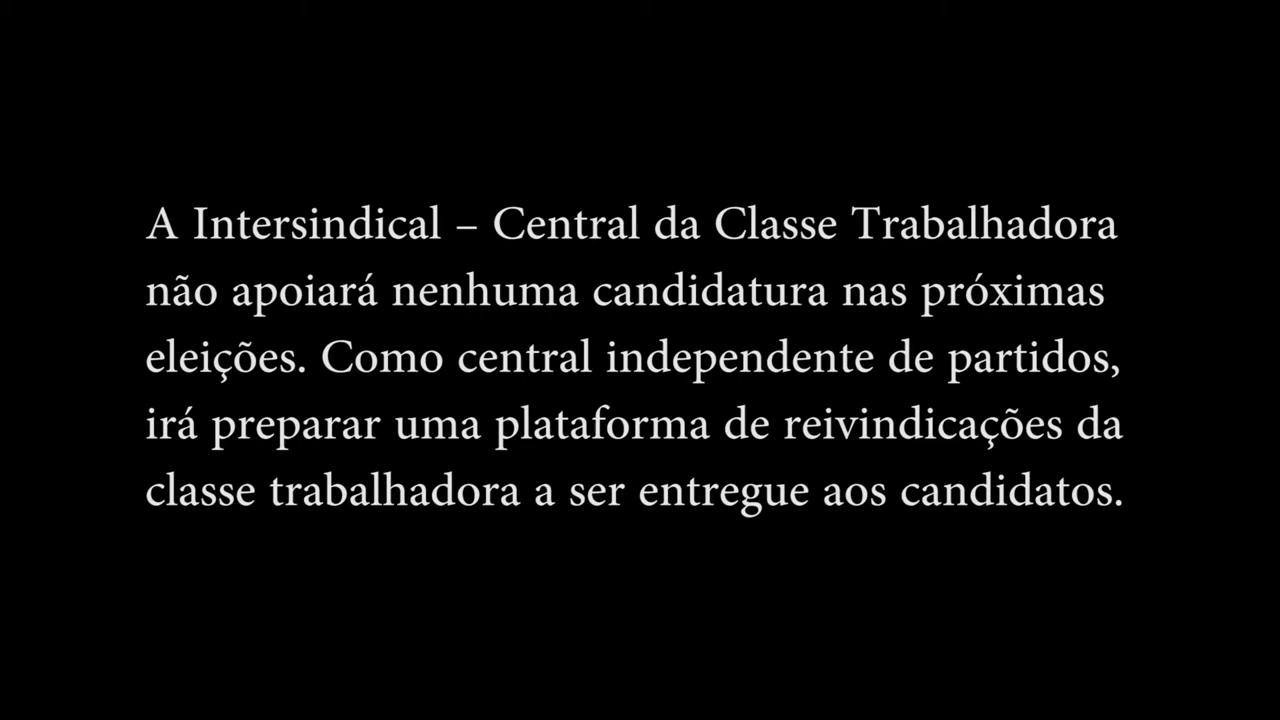 A Intersindical – Central da Classe Trabalhadora
não apoiará nenhuma candidatura nas próximas
eleições. Como central independente de partidos,
irá preparar uma plataforma de reivindicações da
classe trabalhadora a ser entregue aos candidatos.